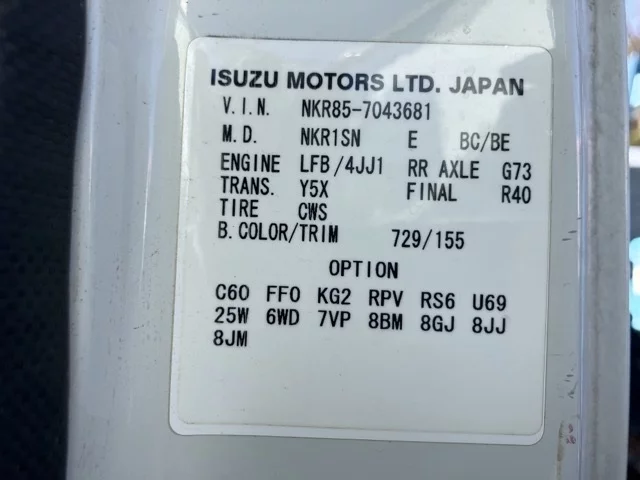 ISUZU MOTORS LTD. JAPAN
V.I.N. NKR85-7043681
M.D. NKR1SN E BC/BE
ENGINE LFB/4JJ1 RR AXLE G73
TRANS. Y5X FINAL R40
TIRE CWS
B.COLOR/TRIM 729/155
OPTION
C60 FF0 KG2 RPV RS6 U69
25W 6WD 7VP 8BM 8GJ 8JJ
8JM